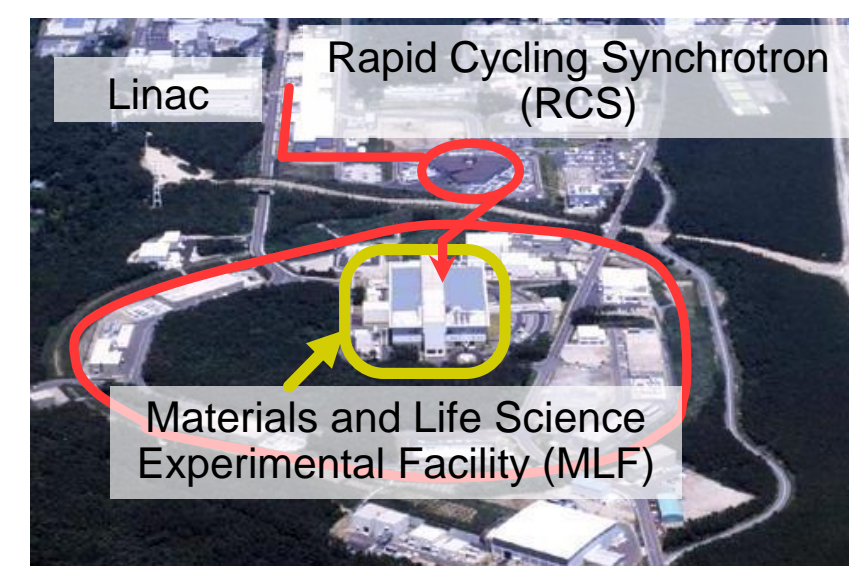 Linac
Rapid Cycling Synchrotron
(RCS)
Materials and Life Science
Experimental Facility (MLF)